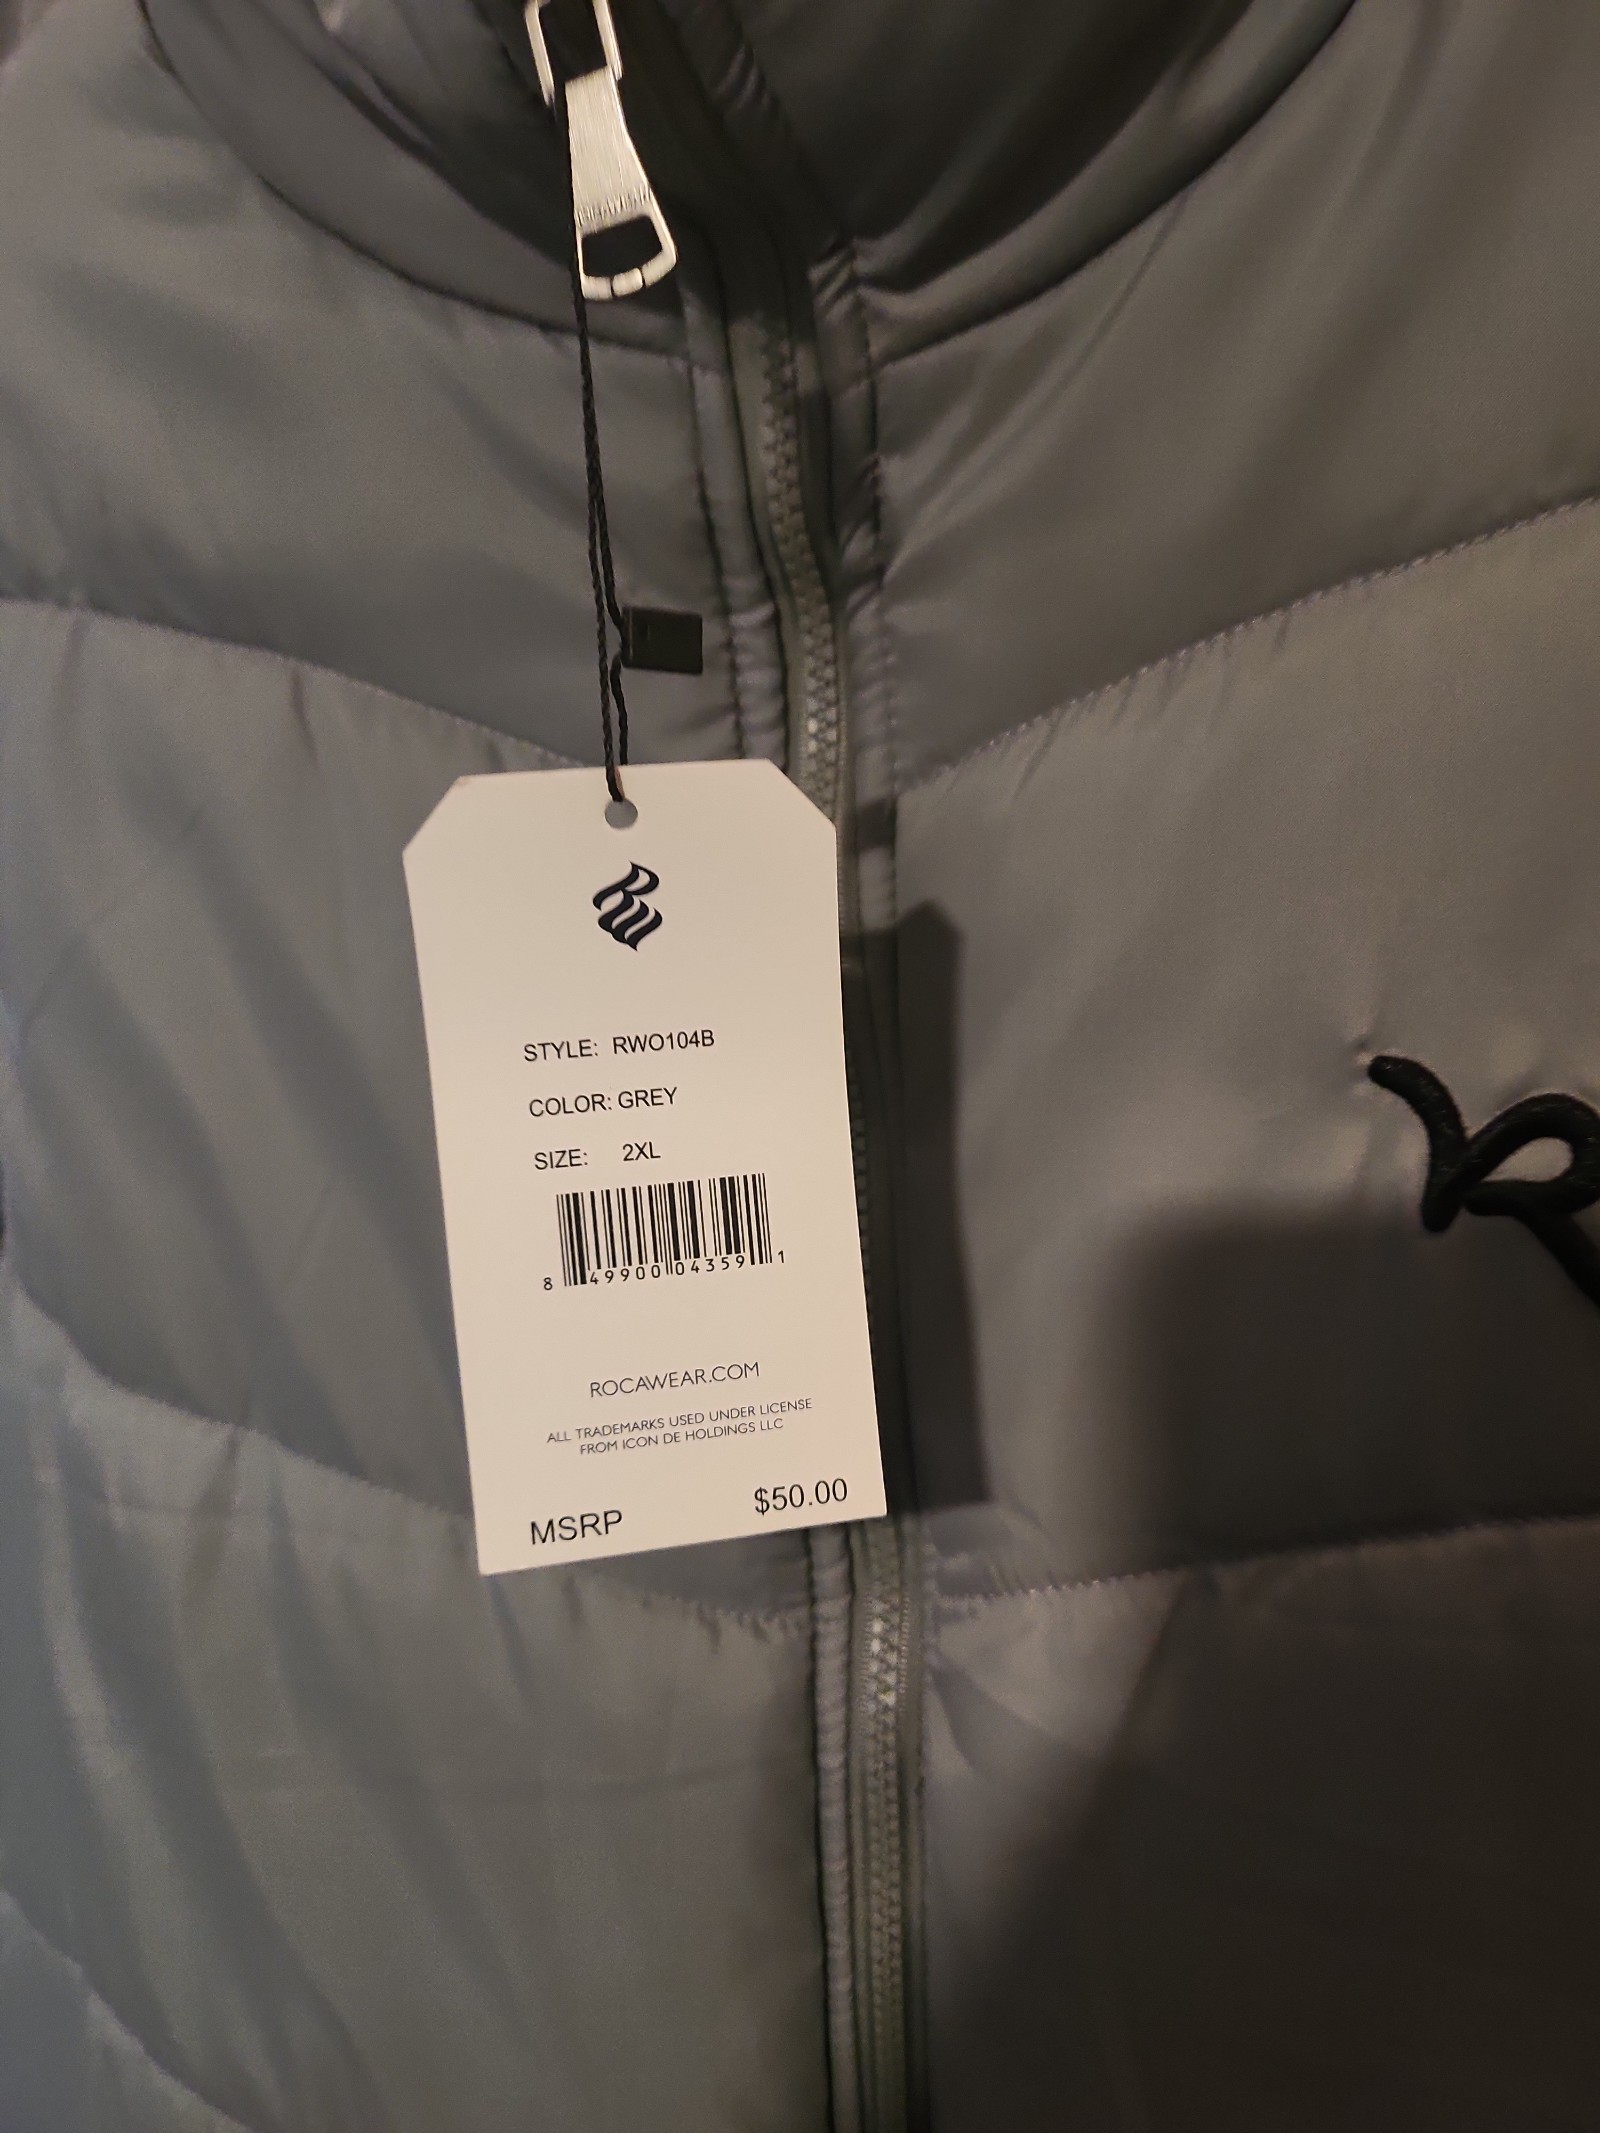 RW
STYLE: RWO104B
COLOR: GREY
SIZE: 2XL
8 49900 04359 1
ROCAWEAR.COM
ALL TRADEMARKS USED UNDER LICENSE
FROM ICON DE HOLDINGS LLC
MSRP $50.00